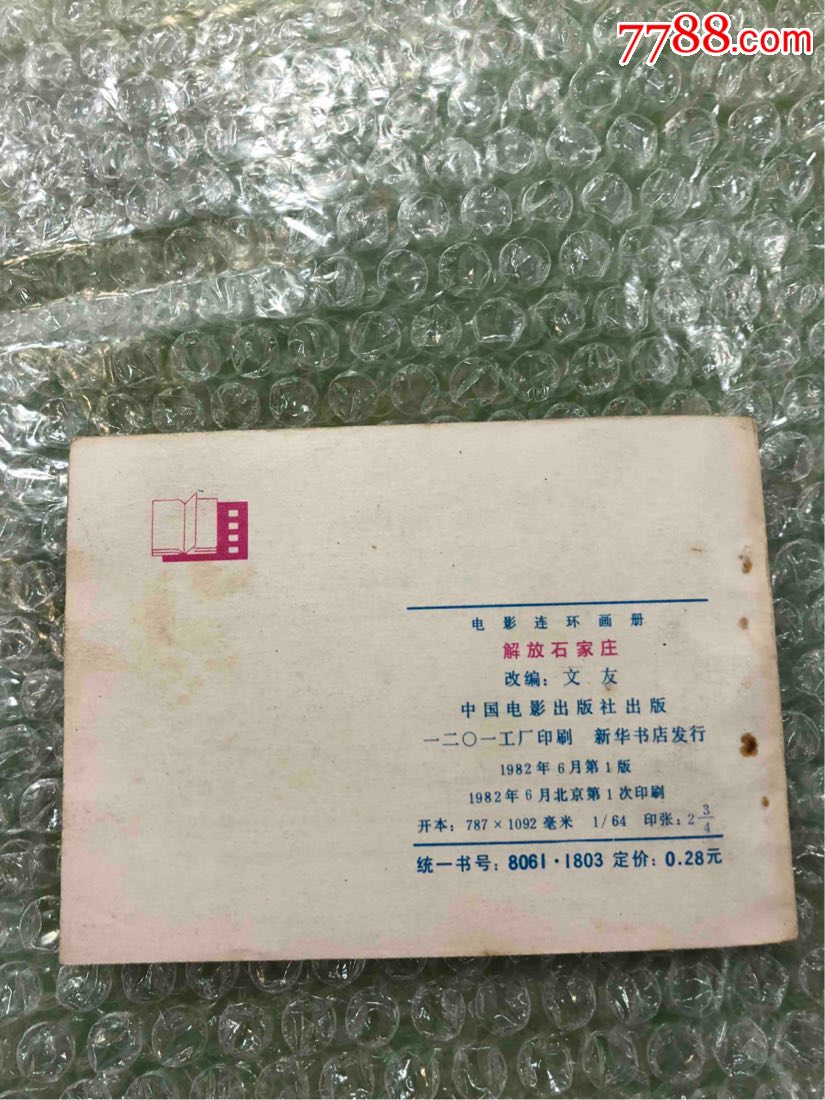 7788.com
电影连环画册
解放石家庄
改编：文友
中国电影出版社出版
一二〇一工厂印刷 新华书店发行
1982年6月第1版
1982年6月北京第1次印刷
开本：787×1092毫米 1/64 印张：2 3/4
统一书号：8061·1803 定价：0.28元